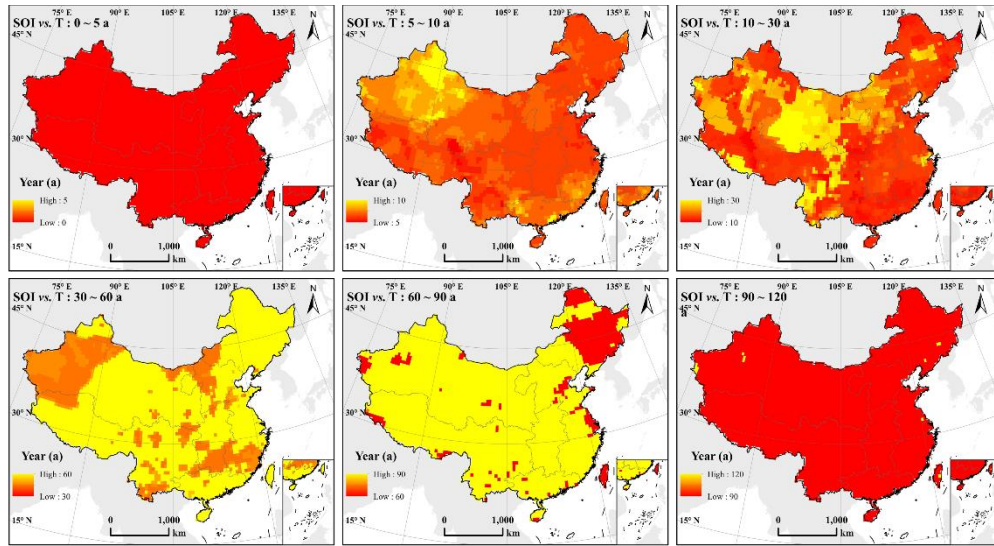 75° E 90° E 105° E 120° E 135° E
SOI vs. T : 0 ~ 5 a
N
45° N
30° N
15° N
Year (a)
High : 5
Low : 0
0 1,000
km
75° E 90° E 105° E 120° E 135° E
SOI vs. T : 5 ~ 10 a
N
45° N
30° N
15° N
Year (a)
High : 10
Low : 5
0 1,000
km
75° E 90° E 105° E 120° E 135° E
SOI vs. T : 10 ~ 30 a
N
45° N
30° N
15° N
Year (a)
High : 30
Low : 10
0 1,000
km
75° E 90° E 105° E 120° E 135° E
SOI vs. T : 30 ~ 60 a
N
45° N
30° N
15° N
Year (a)
High : 60
Low : 30
0 1,000
km
75° E 90° E 105° E 120° E 135° E
SOI vs. T : 60 ~ 90 a
N
45° N
30° N
15° N
Year (a)
High : 90
Low : 60
0 1,000
km
75° E 90° E 105° E 120° E 135° E
SOI vs. T : 90 ~ 120
a
N
45° N
30° N
15° N
Year (a)
High : 120
Low : 90
0 1,000
km